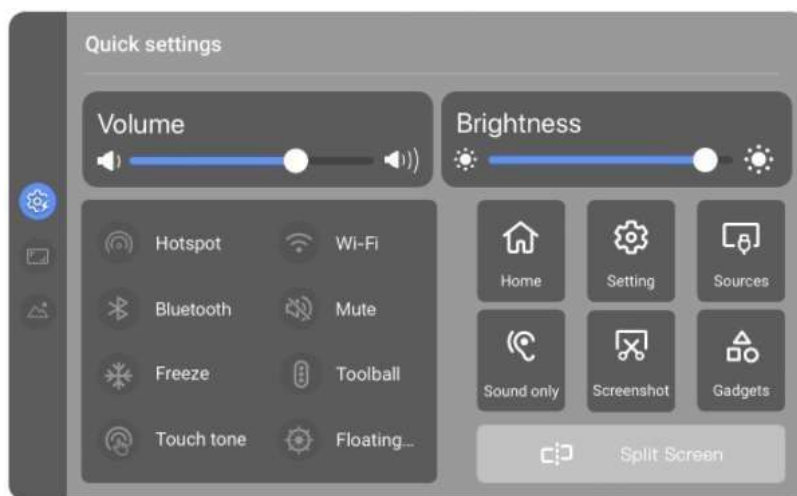 Quick settings
Volume
Brightness
Hotspot
Wi-Fi
Bluetooth
Mute
Freeze
Toolball
Touch tone
Floating...
Home
Setting
Sources
Sound only
Screenshot
Gadgets
Split Screen